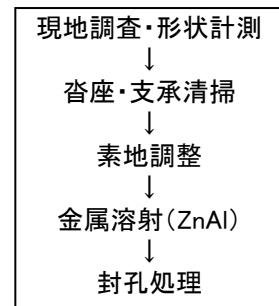 現地調査・形状計測
↓
沓座・支承清掃
↓
素地調整
↓
金属溶射(ZnAl)
↓
封孔処理